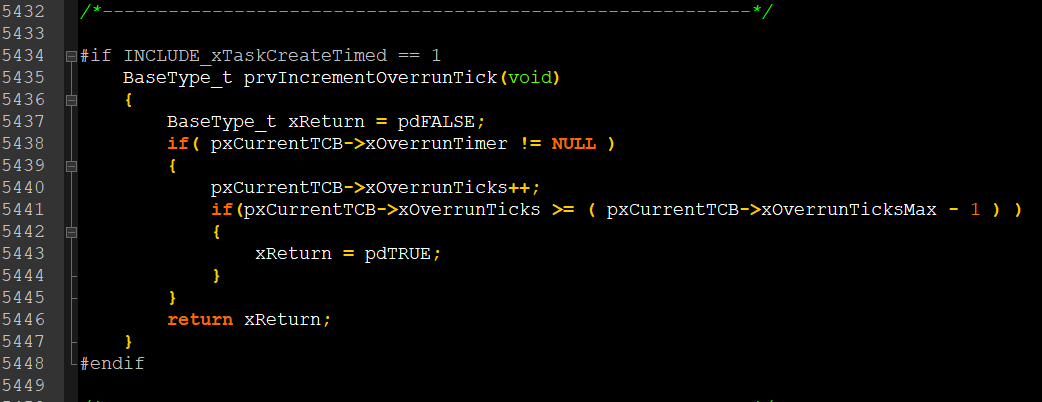 5432 /*-----------------------------------------------------------*/
5433
5434 #if INCLUDE_xTaskCreateTimed == 1
5435 BaseType_t prvIncrementOverrunTick(void)
5436 {
5437 BaseType_t xReturn = pdFALSE;
5438 if( pxCurrentTCB->xOverrunTimer != NULL )
5439 {
5440 pxCurrentTCB->xOverrunTicks++;
5441 if(pxCurrentTCB->xOverrunTicks >= ( pxCurrentTCB->xOverrunTicksMax - 1 ) )
5442 {
5443 xReturn = pdTRUE;
5444 }
5445 }
5446 return xReturn;
5447 }
5448 #endif
5449